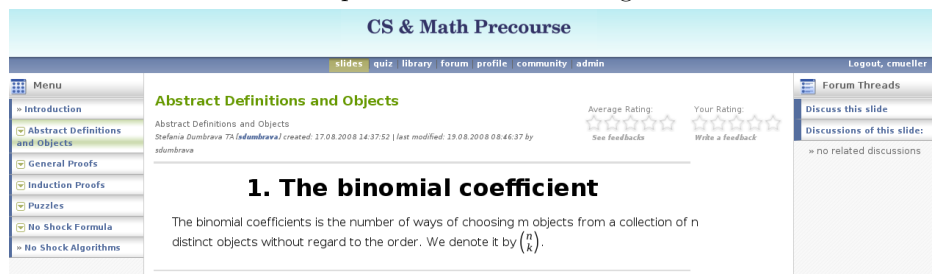 CS & Math Precourse
slides quiz library forum profile community admin
Logout, cmueller
Menu
» Introduction
Abstract Definitions
and Objects
General Proofs
Induction Proofs
Puzzles
No Shock Formula
» No Shock Algorithms
Abstract Definitions and Objects
Abstract Definitions and Objects
Stefania Dumbrava TA [sdumbrava] created: 17.08.2008 14:37:52 | last modified: 19.08.2008 08:46:37 by
sdumbrava
Average Rating:
See feedbacks
Your Rating:
Write a feedback
1. The binomial coefficient
The binomial coefficients is the number of ways of choosing m objects from a collection of n
distinct objects without regard to the order. We denote it by (n k).
Forum Threads
Discuss this slide
Discussions of this slide:
» no related discussions